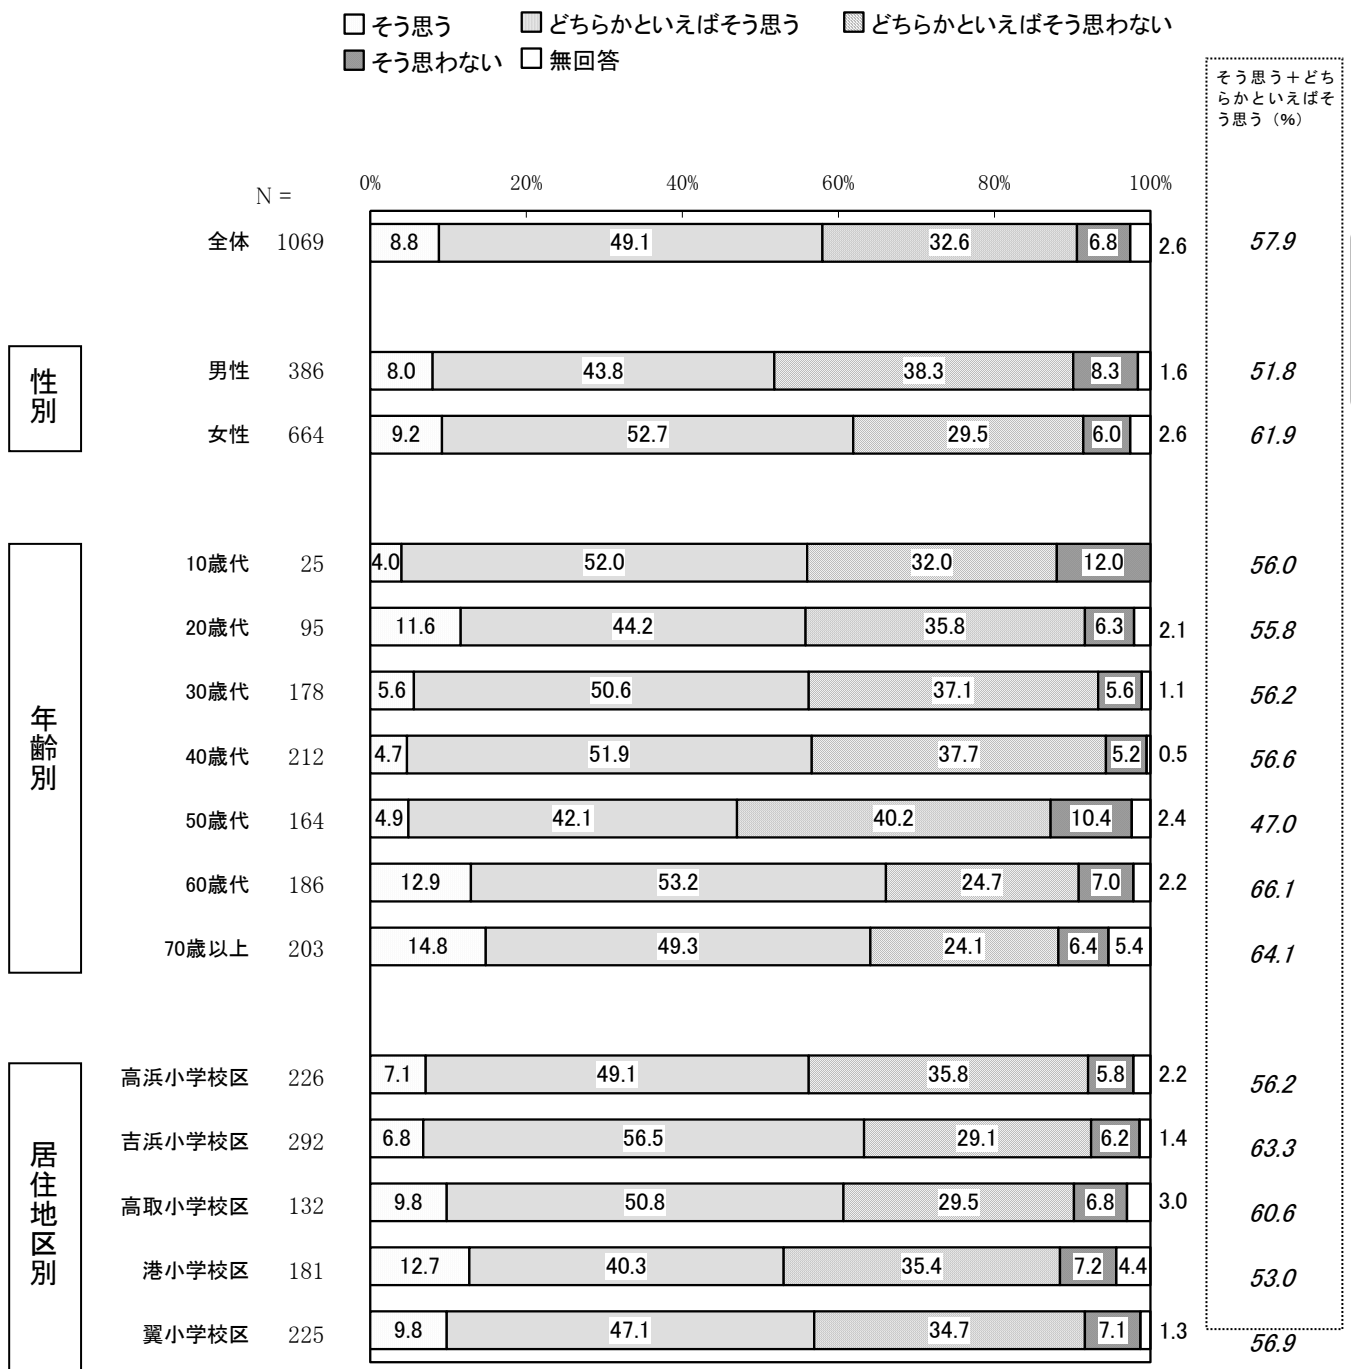 そう思う どちらかといえばそう思う どちらかといえばそう思わない
そう思わない 無回答
そう思う＋どち
らかといえばそ
う思う（%）
N = 0% 20% 40% 60% 80% 100%
全体 1069 8.8 49.1 32.6 6.8 2.6 57.9
性別
男性 386 8.0 43.8 38.3 8.3 1.6 51.8
女性 664 9.2 52.7 29.5 6.0 2.6 61.9
年齢別
10歳代 25 4.0 52.0 32.0 12.0 56.0
20歳代 95 11.6 44.2 35.8 6.3 2.1 55.8
30歳代 178 5.6 50.6 37.1 5.6 1.1 56.2
40歳代 212 4.7 51.9 37.7 5.2 0.5 56.6
50歳代 164 4.9 42.1 40.2 10.4 2.4 47.0
60歳代 186 12.9 53.2 24.7 7.0 2.2 66.1
70歳以上 203 14.8 49.3 24.1 6.4 5.4 64.1
居住地区別
高浜小学校区 226 7.1 49.1 35.8 5.8 2.2 56.2
吉浜小学校区 292 6.8 56.5 29.1 6.2 1.4 63.3
高取小学校区 132 9.8 50.8 29.5 6.8 3.0 60.6
港小学校区 181 12.7 40.3 35.4 7.2 4.4 53.0
翼小学校区 225 9.8 47.1 34.7 7.1 1.3 56.9